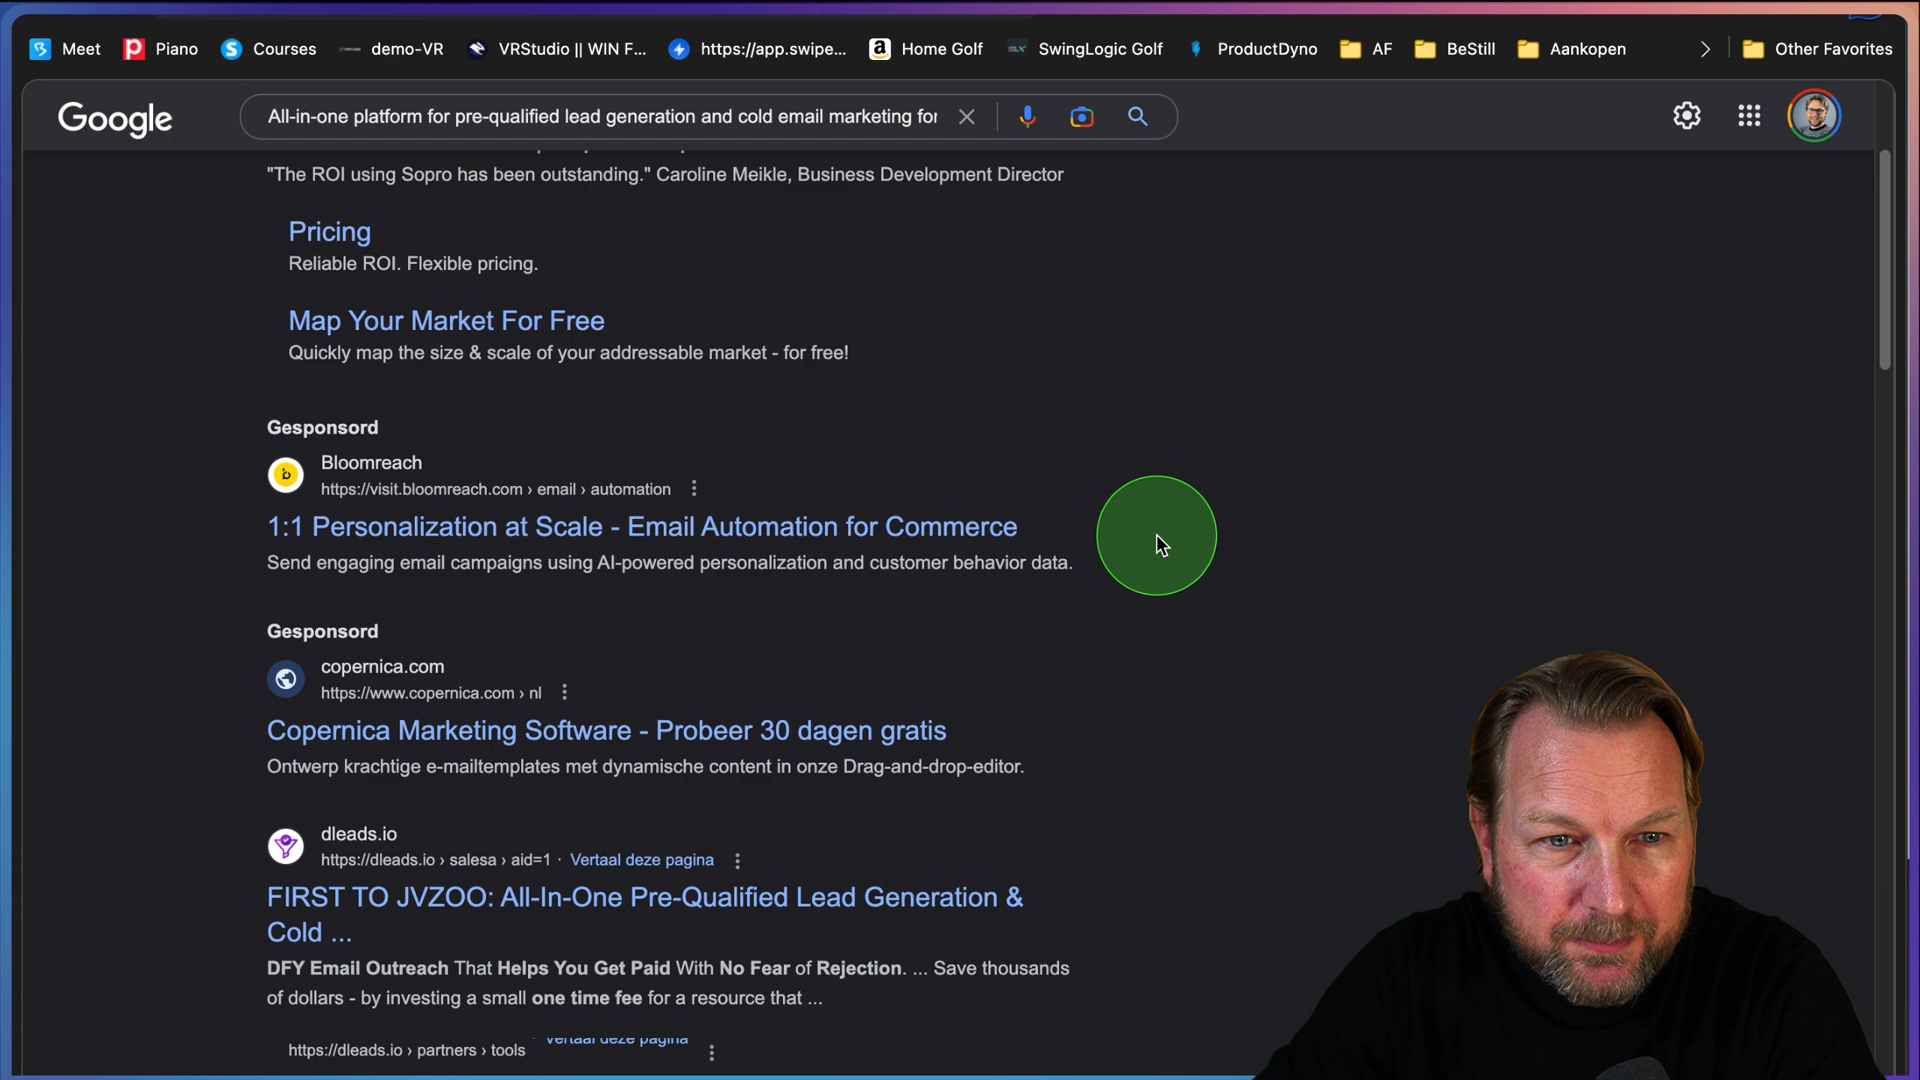 Meet Piano Courses demo-VR VRStudio || WIN F... https://app.swipe... Home Golf SwingLogic Golf ProductDyno AF BeStill Aankopen Other Favorites
Google All-in-one platform for pre-qualified lead generation and cold email marketing for
"The ROI using Sopro has been outstanding." Caroline Meikle, Business Development Director
Pricing
Reliable ROI. Flexible pricing.
Map Your Market For Free
Quickly map the size & scale of your addressable market - for free!
Gesponsord
Bloomreach
https://visit.bloomreach.com › email › automation
1:1 Personalization at Scale - Email Automation for Commerce
Send engaging email campaigns using AI-powered personalization and customer behavior data.
Gesponsord
copernica.com
https://www.copernica.com › nl
Copernica Marketing Software - Probeer 30 dagen gratis
Ontwerp krachtige e-mailtemplates met dynamische content in onze Drag-and-drop-editor.
dleads.io
https://dleads.io › salesa › aid=1 · Vertaal deze pagina
FIRST TO JVZOO: All-In-One Pre-Qualified Lead Generation &
Cold ...
DFY Email Outreach That Helps You Get Paid With No Fear of Rejection. ... Save thousands
of dollars - by investing a small one time fee for a resource that ...
https://dleads.io › partners › tools · Vertaal deze pagina